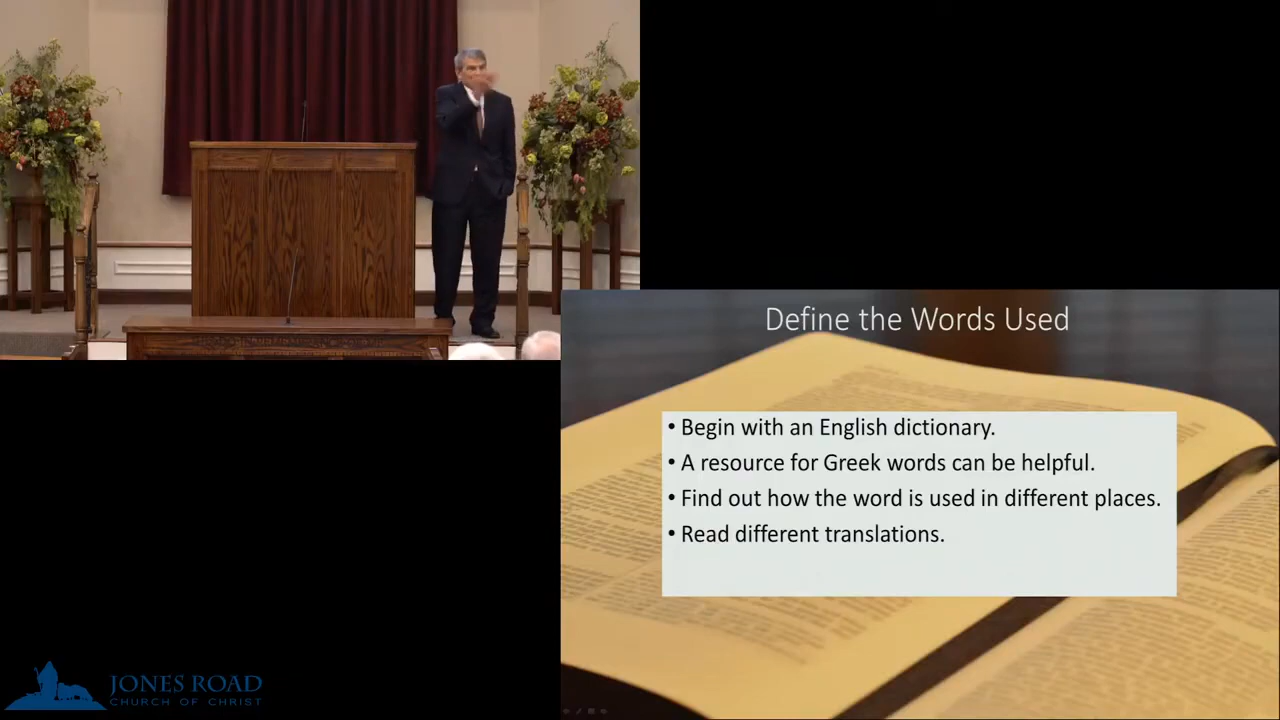 Define the Words Used
• Begin with an English dictionary.
• A resource for Greek words can be helpful.
• Find out how the word is used in different places.
• Read different translations.
JONES ROAD
CHURCH OF CHRIST